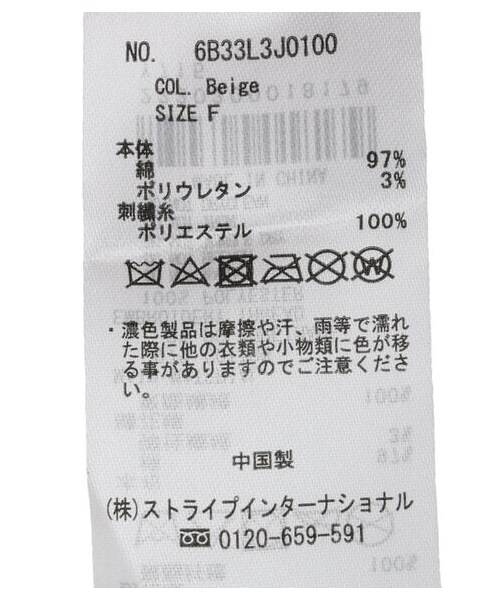 NO. 6B33L3J0100
COL. Beige
SIZE F
本体
綿 97%
ポリウレタン 3%
刺繍糸
ポリエステル 100%
・濃色製品は摩擦や汗、雨等で濡れ
た際に他の衣類や小物類に色が移
る事がありますのでご注意くださ
い。
中国製
(株)ストライプインターナショナル
0120-659-591